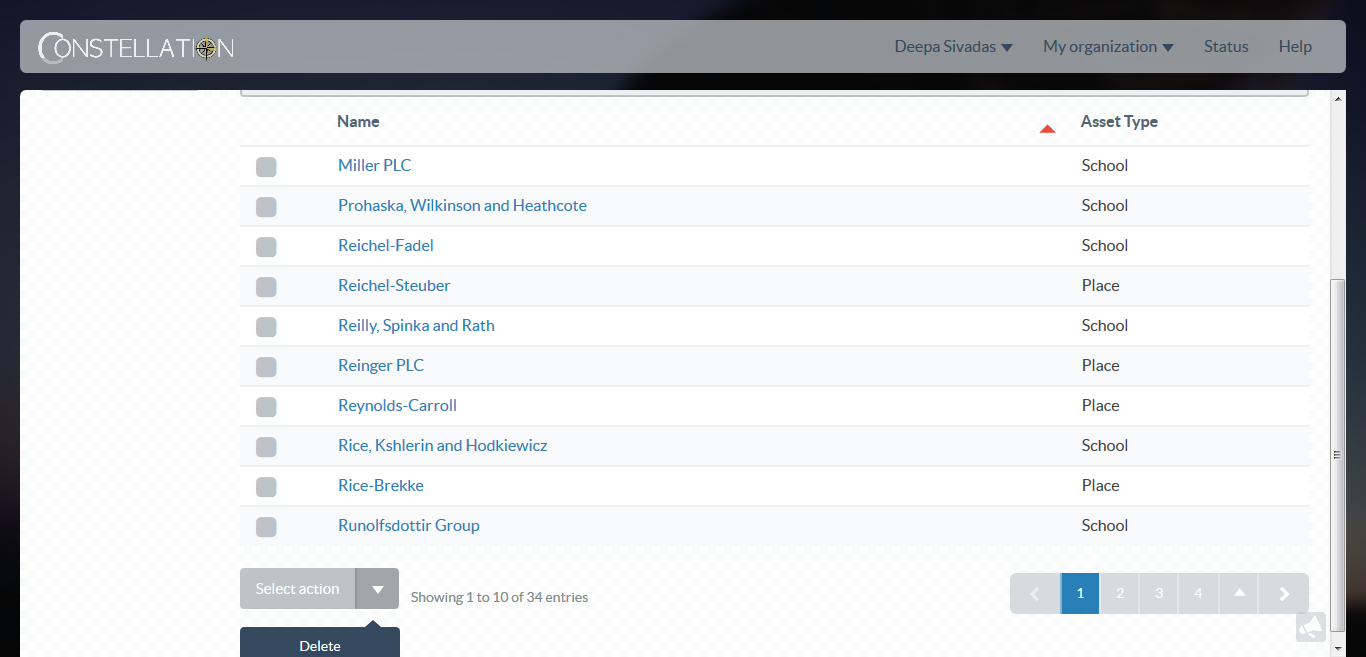 CONSTELLATION
Deepa Sivadas My organization Status Help
Name Asset Type
Miller PLC School
Prohaska, Wilkinson and Heathcote School
Reichel-Fadel School
Reichel-Steuber Place
Reilly, Spinka and Rath School
Reinger PLC Place
Reynolds-Carroll Place
Rice, Kshlerin and Hodkiewicz School
Rice-Brekke Place
Runolfsdottir Group School
Select action Showing 1 to 10 of 34 entries 1 2 3 4
Delete